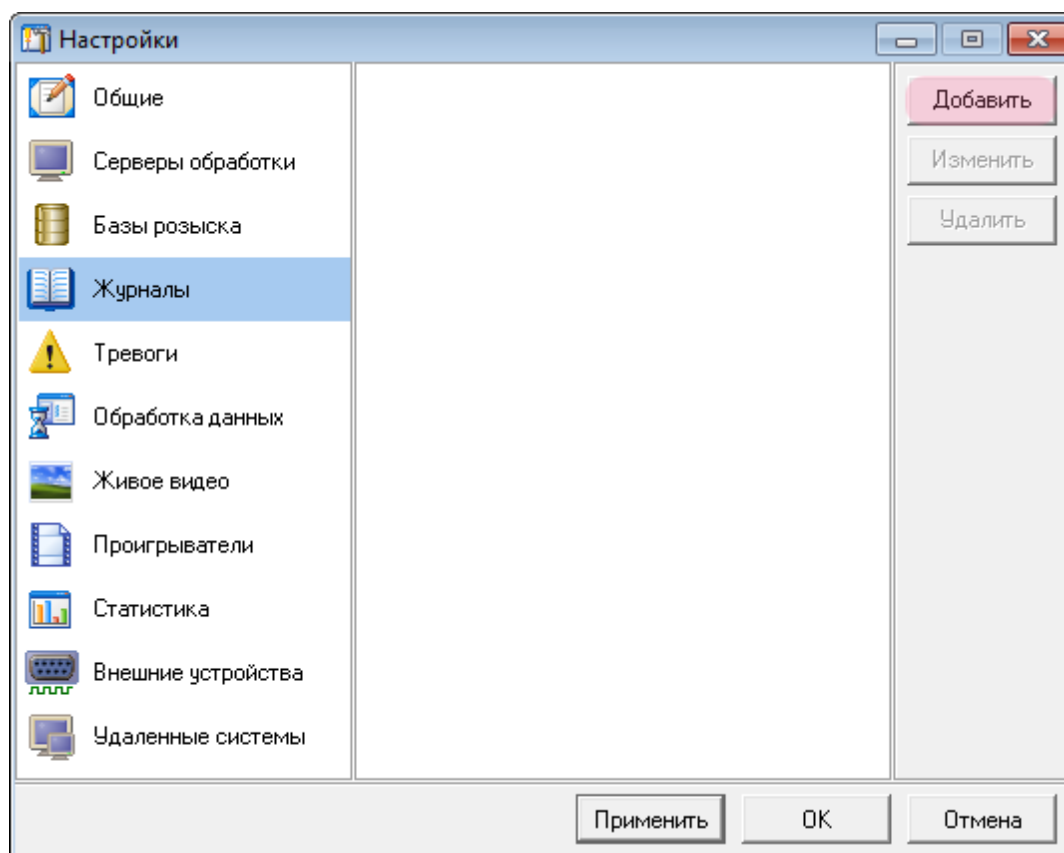 Настройки
Общие
Серверы обработки
Базы розыска
Журналы
Тревоги
Обработка данных
Живое видео
Проигрыватели
Статистика
Внешние устройства
Удаленные системы
Добавить
Изменить
Удалить
Применить
OK
Отмена